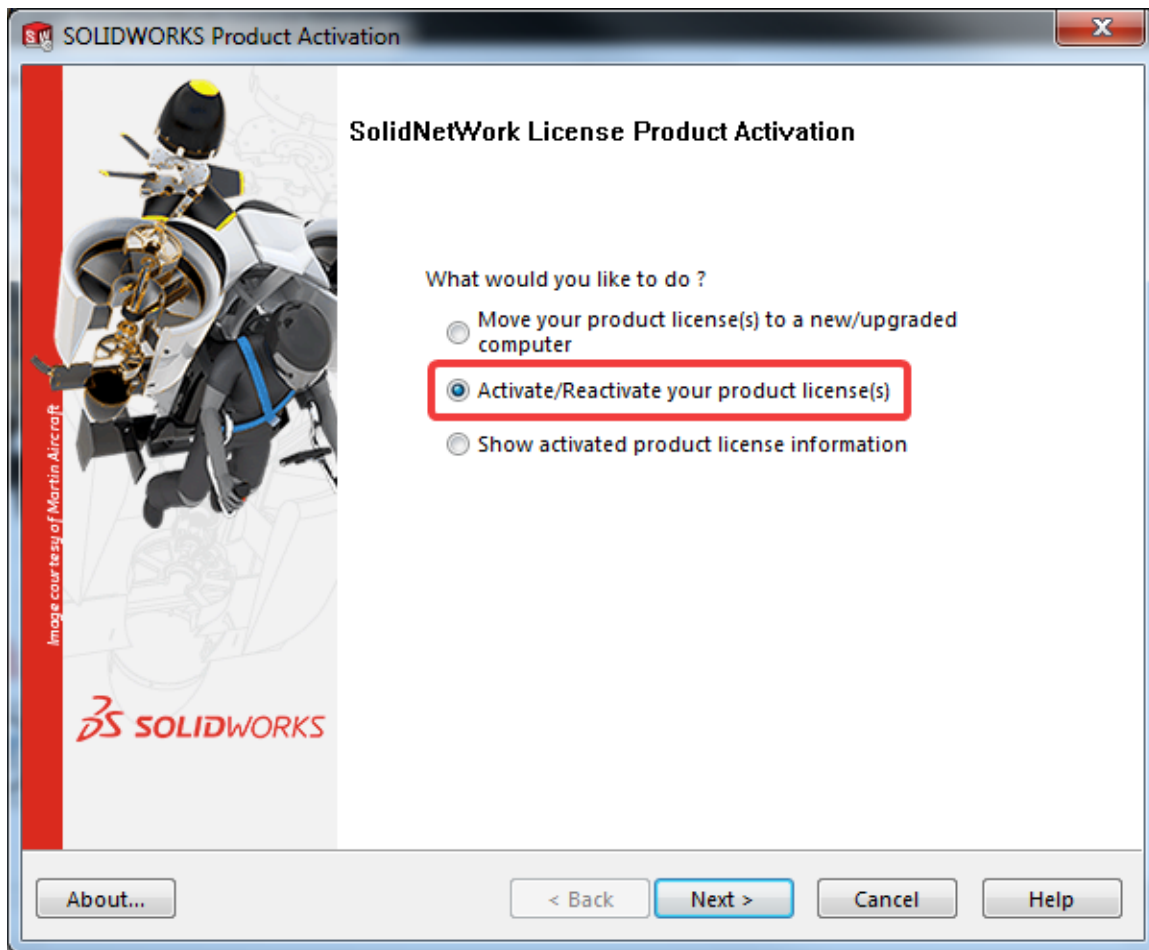 SOLIDWORKS Product Activation
X
SolidNetWork License Product Activation
What would you like to do ?
Move your product license(s) to a new/upgraded
computer
Activate/Reactivate your product license(s)
Show activated product license information
Image courtesy of Martin Aircraft
SOLIDWORKS
About...
< Back
Next >
Cancel
Help